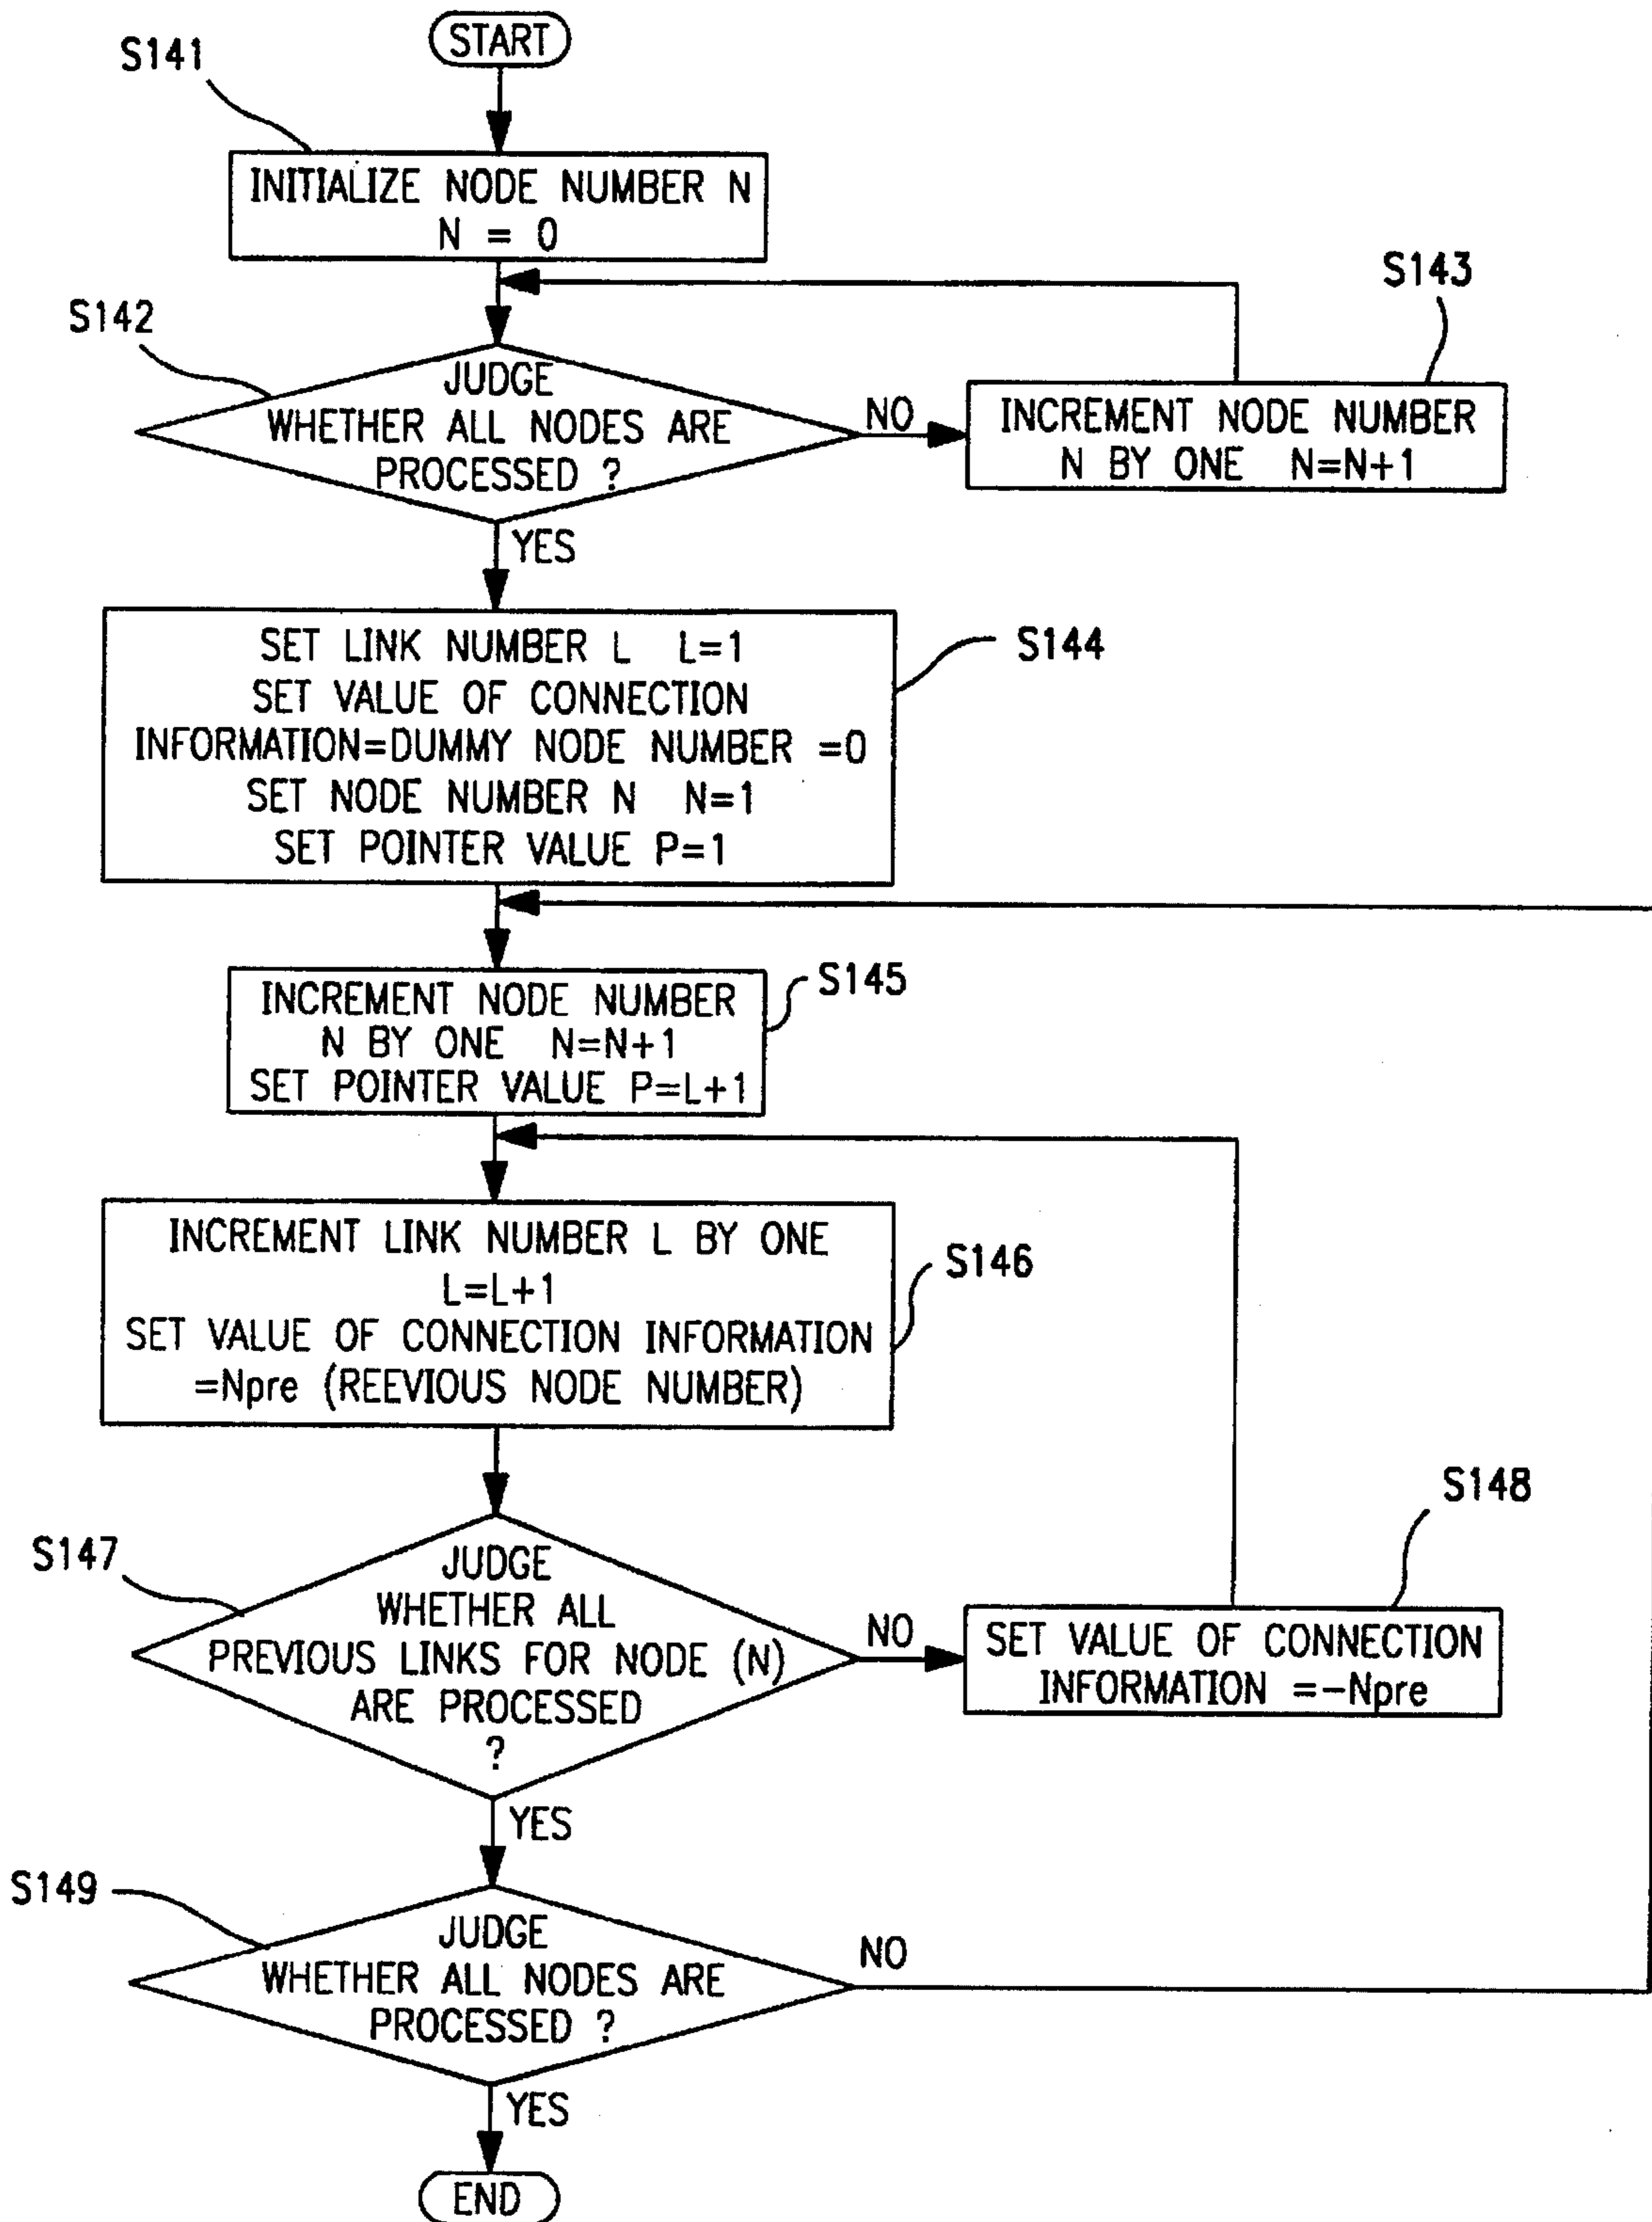 START
S141
INITIALIZE NODE NUMBER N
N = 0
S143
S142
JUDGE
WHETHER ALL NODES ARE
PROCESSED ?
NO
INCREMENT NODE NUMBER
N BY ONE N=N+1
YES
SET LINK NUMBER L L=1
SET VALUE OF CONNECTION
INFORMATION=DUMMY NODE NUMBER =0
SET NODE NUMBER N N=1
SET POINTER VALUE P=1
S144
S145
INCREMENT NODE NUMBER
N BY ONE N=N+1
SET POINTER VALUE P=L+1
INCREMENT LINK NUMBER L BY ONE
L=L+1
SET VALUE OF CONNECTION INFORMATION
=Npre (REEVIOUS NODE NUMBER)
S146
S148
S147
JUDGE
WHETHER ALL
PREVIOUS LINKS FOR NODE (N)
ARE PROCESSED
?
NO
SET VALUE OF CONNECTION
INFORMATION =-Npre
YES
S149
JUDGE
WHETHER ALL NODES ARE
PROCESSED ?
NO
YES
END